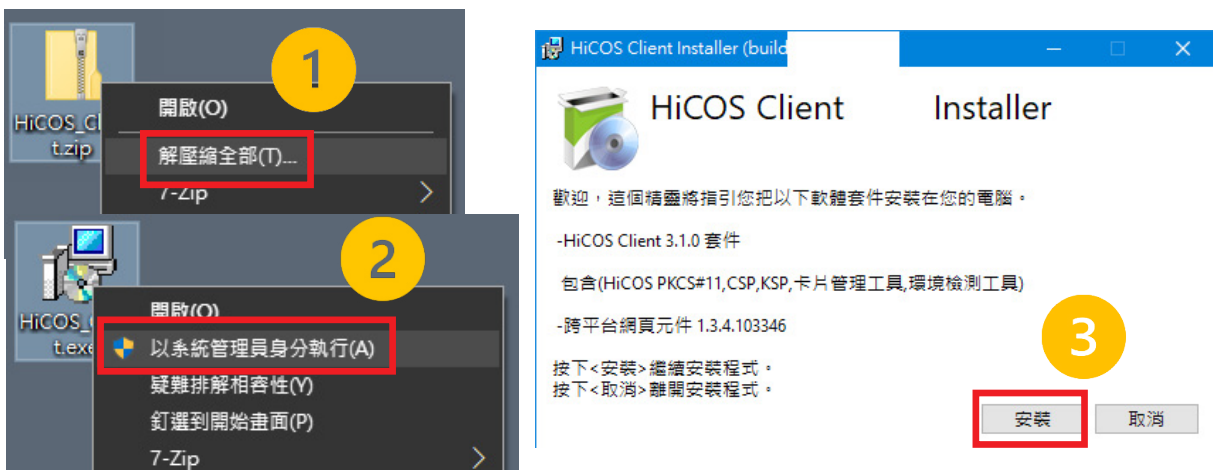 1
HiCOS_Cl
t.zip
開啟(O)
解壓縮全部(T)...
7-Zip
2
HiCOS_
t.exe
開啟(O)
以系統管理員身分執行(A)
疑難排解相容性(Y)
釘選到開始畫面(P)
7-Zip
HiCOS Client Installer (build
HiCOS Client Installer
歡迎，這個精靈將指引您把以下軟體套件安裝在您的電腦。
-HiCOS Client 3.1.0 套件
包含(HiCOS PKCS#11,CSP,KSP,卡片管理工具,環境檢測工具)
-跨平台網頁元件 1.3.4.103346
按下<安裝>繼續安裝程式。
按下<取消>離開安裝程式。
3
安裝
取消